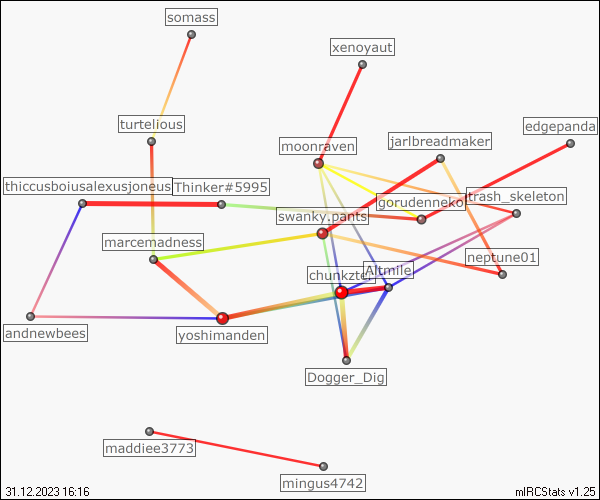 somass
xenoyaut
turtelious
edgepanda
moonraven
jarlbreadmaker
thiccusboiusalexusjoneus
Thinker#5995
gorudenneko
trash_skeleton
swanky.pants
marcemadness
neptune01
chunkzte
Altmile
andnewbees
yoshimanden
Dogger_Dig
maddiee3773
mingus4742
31.12.2023 16:16
mIRCStats v1.25